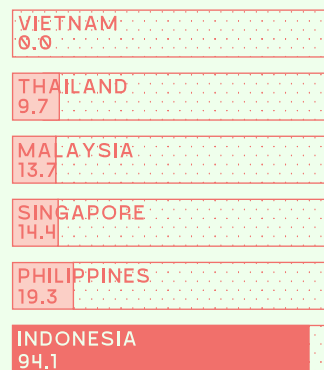 VIETNAM
0.0
THAILAND
9.7
MALAYSIA
13.7
SINGAPORE
14.4
PHILIPPINES
19.3
INDONESIA
94.1